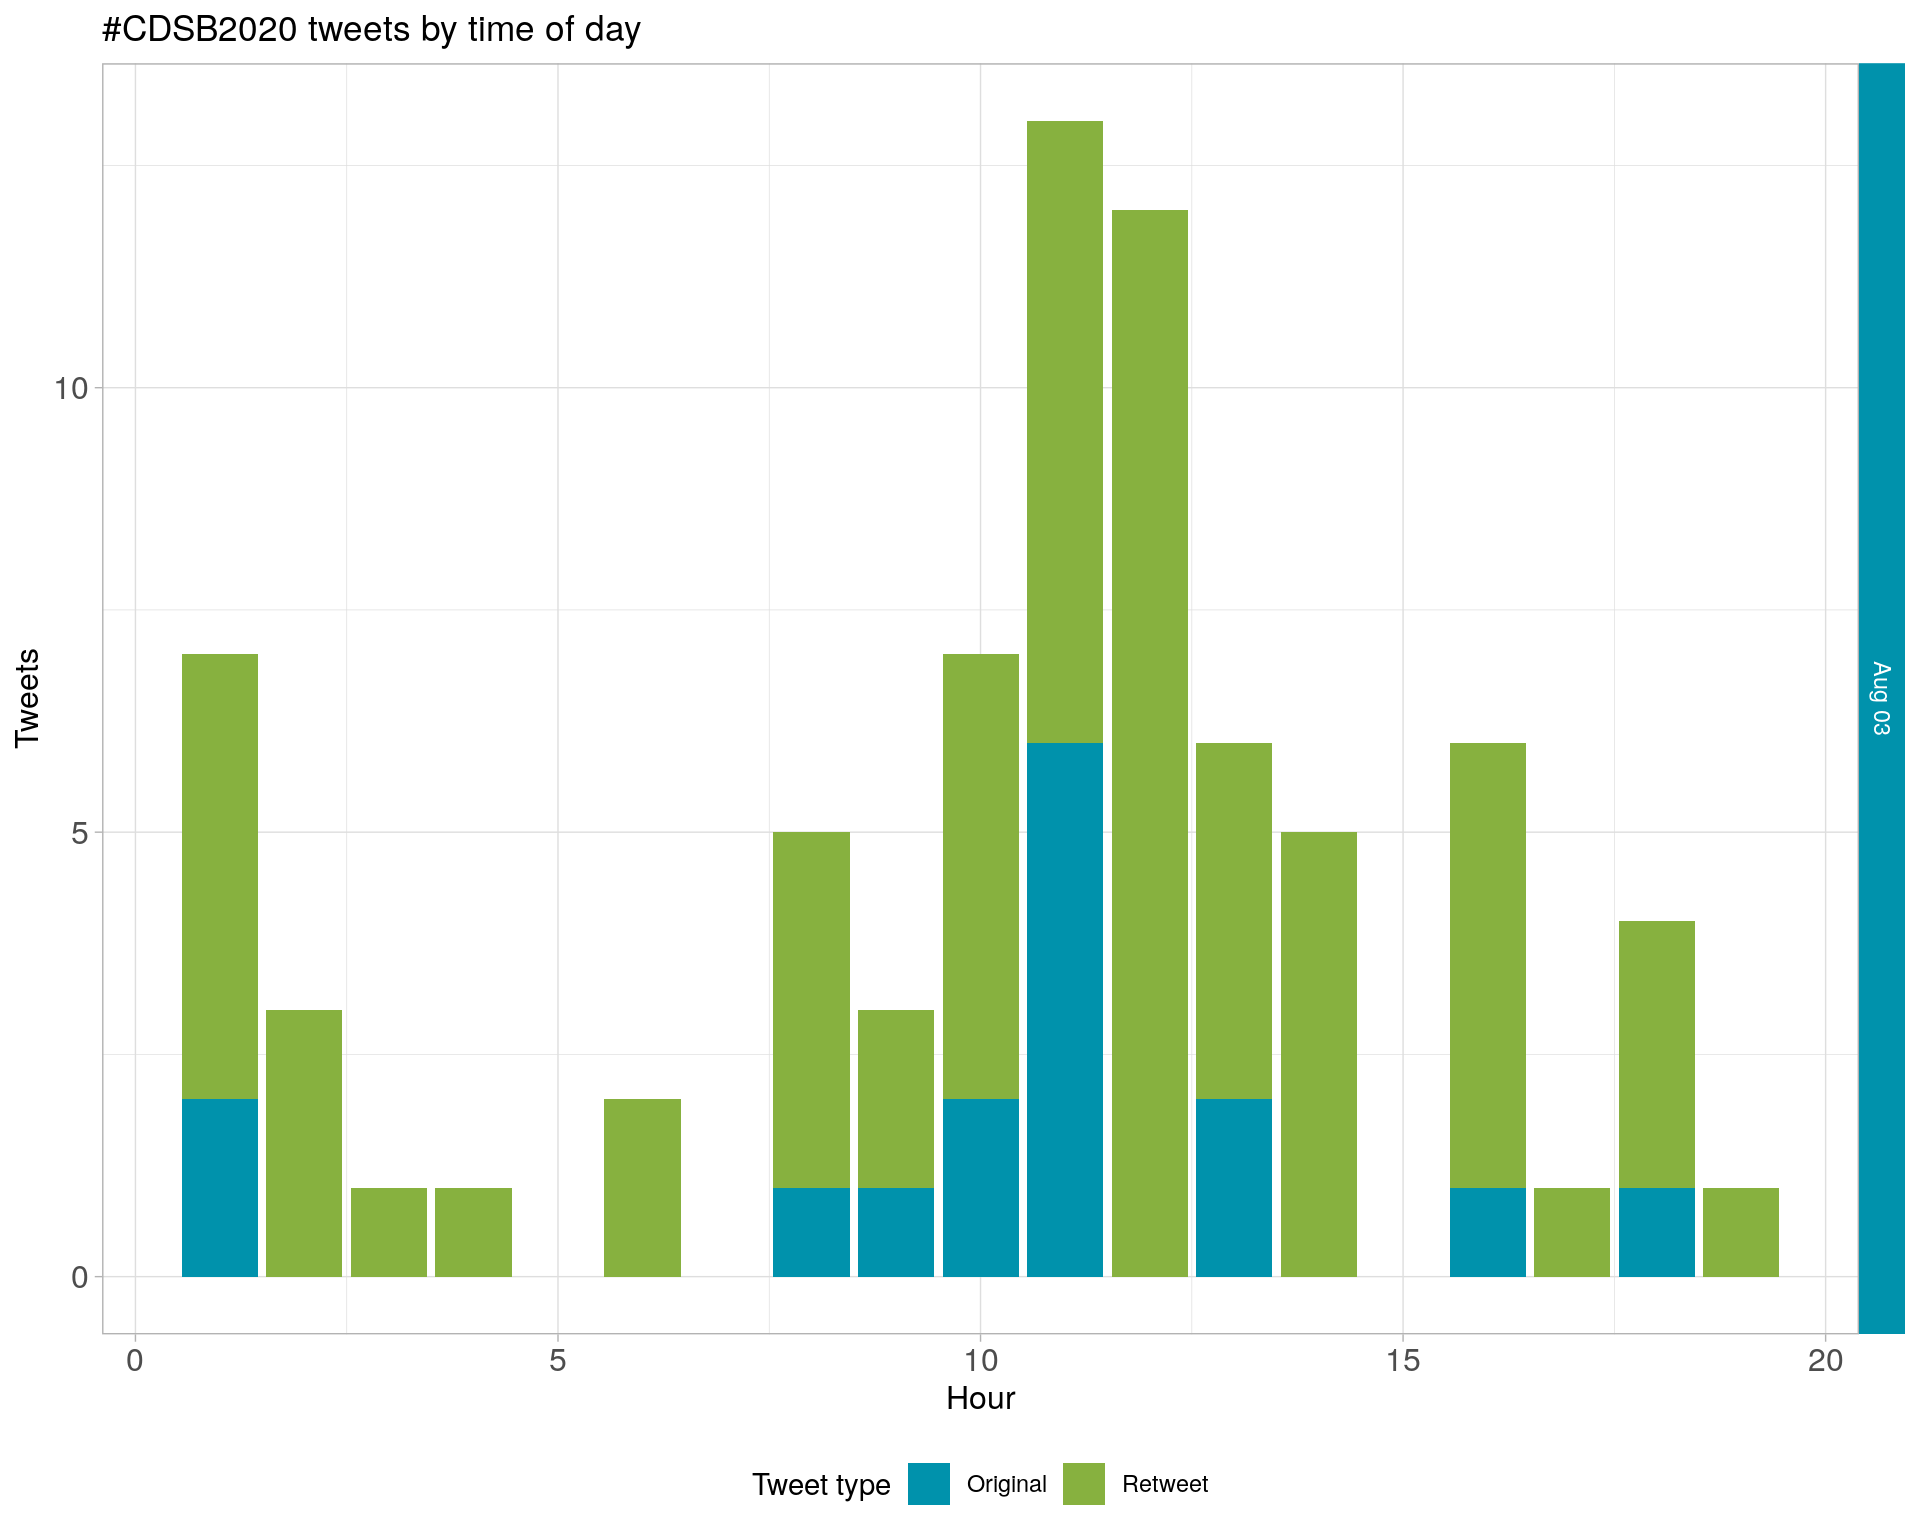 #CDSB2020 tweets by time of day
Tweets
10
5
0
Aug 03
0 5 10 15 20
Hour
Tweet type Original Retweet